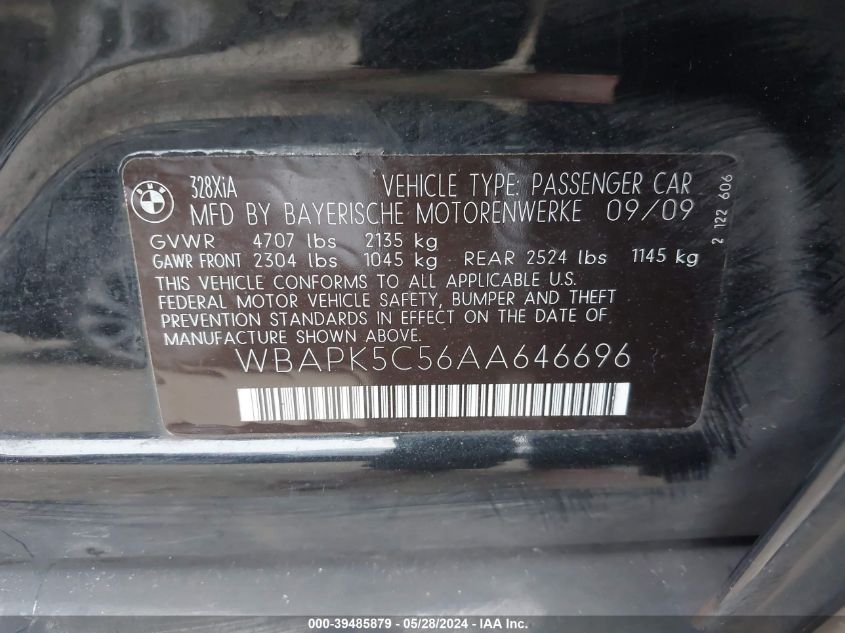 BMW
328XiA VEHICLE TYPE: PASSENGER CAR
MFD BY BAYERISCHE MOTORENWERKE 09/09
GVWR 4707 lbs 2135 kg
GAWR FRONT 2304 lbs 1045 kg REAR 2524 lbs 1145 kg
THIS VEHICLE CONFORMS TO ALL APPLICABLE U.S.
FEDERAL MOTOR VEHICLE SAFETY, BUMPER AND THEFT
PREVENTION STANDARDS IN EFFECT ON THE DATE OF
MANUFACTURE SHOWN ABOVE.
WBAPK5C56AA646696
2 122 606
000-39485879 - 05/28/2024 - IAAI.COM